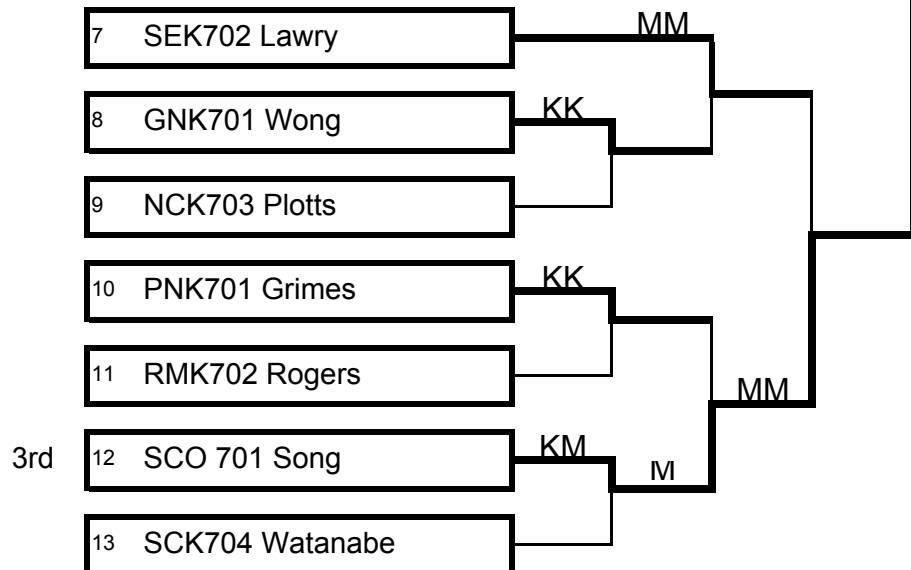 MM
7 SEK702 Lawry
KK
8 GNK701 Wong
9 NCK703 Plotts
KK
10 PNK701 Grimes
11 RMK702 Rogers
MM
KM
3rd 12 SCO 701 Song
M
13 SCK704 Watanabe